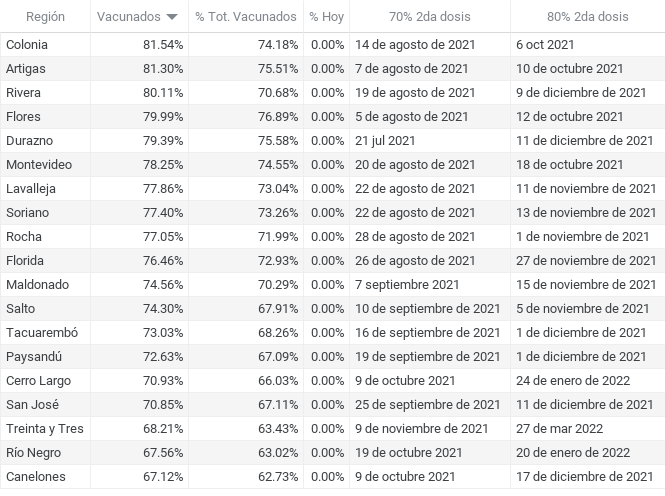 Región Vacunados % Tot. Vacunados % Hoy 70% 2da dosis 80% 2da dosis
Colonia 81.54% 74.18% 0.00% 14 de agosto de 2021 6 oct 2021
Artigas 81.30% 75.51% 0.00% 7 de agosto de 2021 10 de octubre 2021
Rivera 80.11% 70.68% 0.00% 19 de agosto de 2021 9 de diciembre de 2021
Flores 79.99% 76.89% 0.00% 5 de agosto de 2021 12 de octubre 2021
Durazno 79.39% 75.58% 0.00% 21 jul 2021 11 de diciembre de 2021
Montevideo 78.25% 74.55% 0.00% 20 de agosto de 2021 18 de octubre 2021
Lavalleja 77.86% 73.04% 0.00% 22 de agosto de 2021 11 de noviembre de 2021
Soriano 77.40% 73.26% 0.00% 22 de agosto de 2021 13 de noviembre de 2021
Rocha 77.05% 71.99% 0.00% 28 de agosto de 2021 1 de noviembre de 2021
Florida 76.46% 72.93% 0.00% 26 de agosto de 2021 27 de noviembre de 2021
Maldonado 74.56% 70.29% 0.00% 7 septiembre 2021 15 de noviembre de 2021
Salto 74.30% 67.91% 0.00% 10 de septiembre de 2021 5 de noviembre de 2021
Tacuarembó 73.03% 68.26% 0.00% 16 de septiembre de 2021 1 de diciembre de 2021
Paysandú 72.63% 67.09% 0.00% 19 de septiembre de 2021 1 de diciembre de 2021
Cerro Largo 70.93% 66.03% 0.00% 9 de octubre 2021 24 de enero de 2022
San José 70.85% 67.11% 0.00% 25 de septiembre de 2021 11 de diciembre de 2021
Treinta y Tres 68.21% 63.43% 0.00% 9 de noviembre de 2021 27 de mar 2022
Río Negro 67.56% 63.02% 0.00% 19 de octubre 2021 20 de enero de 2022
Canelones 67.12% 62.73% 0.00% 9 de octubre 2021 17 de diciembre de 2021